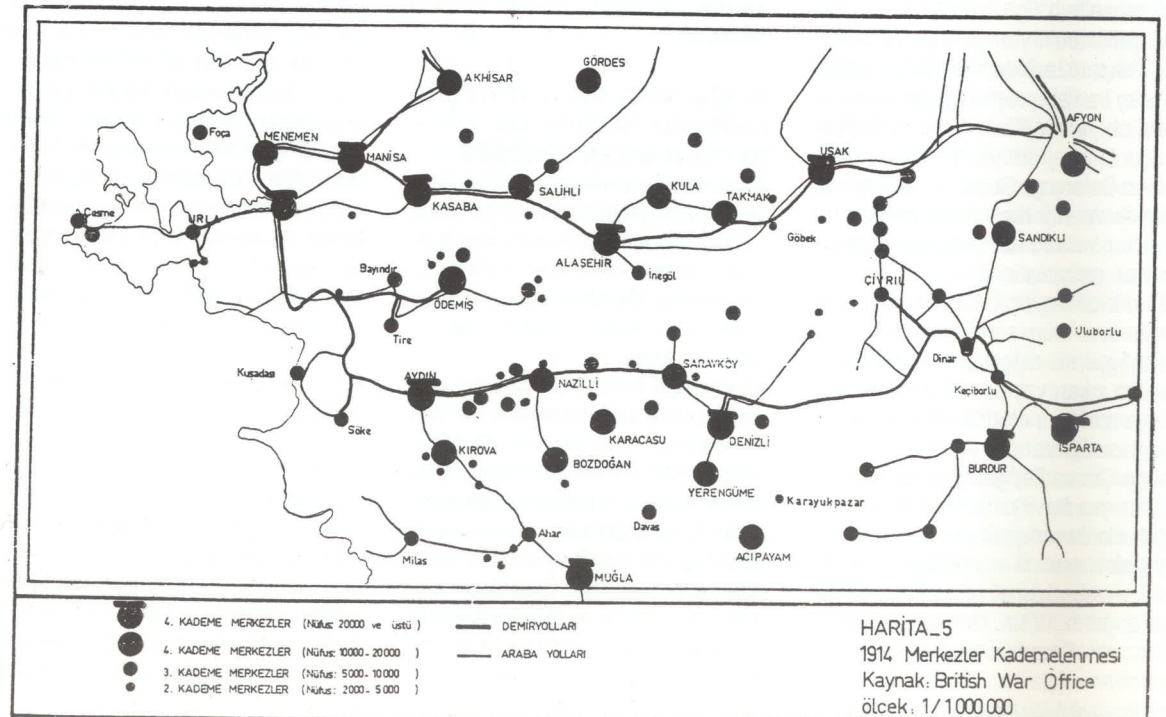 GÖRDES
AKHİSAR
AFYON
Foça
MENEMEN
MANİSA
UŞAK
KASABA
SALİHLİ
KULA
TAKMAK
Çesme
URLA
Göbek
SANDIKLI
ALAŞEHİR
İnegöl
Bayındır
ÖDEMİŞ
ÇİVRİL
Tire
Uluborlu
Dinar
Kuşadası
AYDIN
NAZİLLİ
SARAYKÖY
Keçiborlu
Söke
KARACASU
DENİZLİ
ISPARTA
KIROVA
BOZDOĞAN
BURDUR
YERENGÜME
Karayukpazar
Davas
Ahar
Milas
ACIPAYAM
MUĞLA
4. KADEME MERKEZLER (Nüfus: 20000 ve üstü )
4. KADEME MERKEZLER (Nüfus: 10000-20000 )
3. KADEME MERKEZLER (Nüfus: 5000-10000 )
2. KADEME MERKEZLER (Nüfus: 2000-5000 )
DEMİRYOLLARI
ARABA YOLLARI
HARİTA_5
1914 Merkezler Kademelenmesi
Kaynak: British War Office
ölcek: 1/1000000